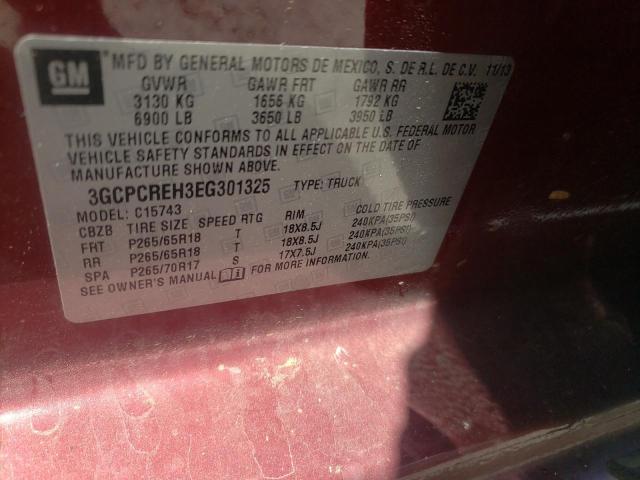 GM
MFD BY GENERAL MOTORS DE MEXICO, S. DE R.L. DE C.V. 11/13
GVWR GAWR FRT GAWR RR
3130 KG 1656 KG 1792 KG
6900 LB 3650 LB 3950 LB
THIS VEHICLE CONFORMS TO ALL APPLICABLE U.S. FEDERAL MOTOR
VEHICLE SAFETY STANDARDS IN EFFECT ON THE DATE OF
MANUFACTURE SHOWN ABOVE.
3GCPCREH3EG301325 TYPE: TRUCK
MODEL: C15743
CBZB TIRE SIZE SPEED RTG RIM COLD TIRE PRESSURE
FRT P265/65R18 T 18X8.5J 240KPA(35PSI)
RR P265/65R18 T 18X8.5J 240KPA(35PSI)
SPA P265/70R17 S 17X7.5J 240KPA(35PSI)
SEE OWNER'S MANUAL FOR MORE INFORMATION.